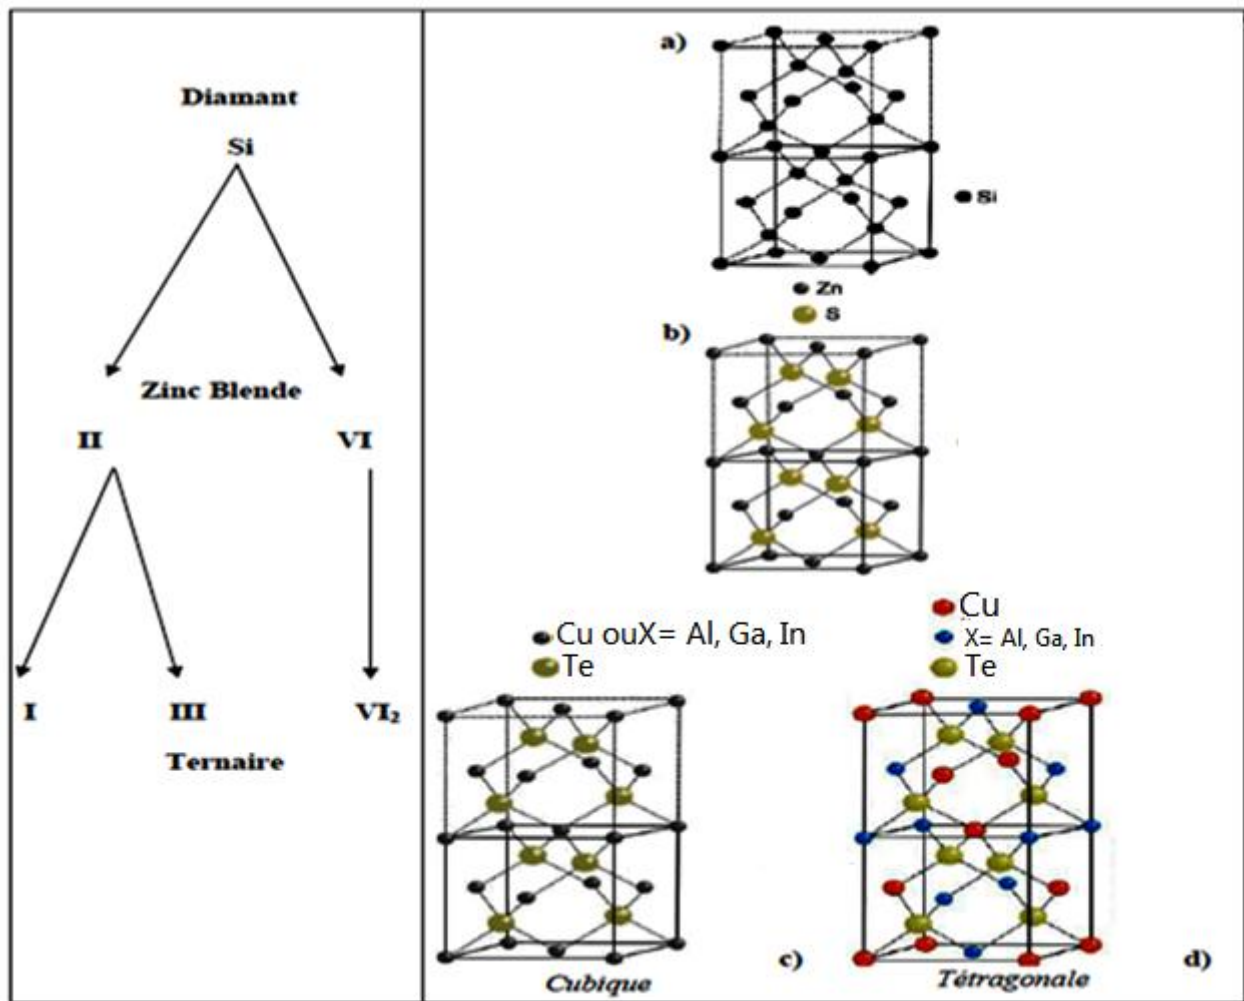 Diamant
Si
Zinc Blende
II VI
I III VI₂
Ternaire
a)
Si
Zn
S
b)
Cu ouX= Al, Ga, In
Te
Cu
X= Al, Ga, In
Te
c)
Cubique
d)
Tétragonale